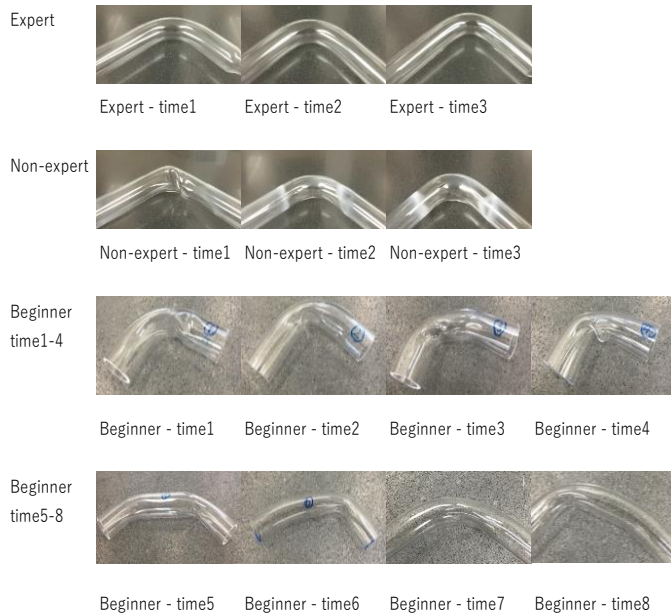 Expert
Expert - time1
Expert - time2
Expert - time3
Non-expert
Non-expert - time1
Non-expert - time2
Non-expert - time3
Beginner
time1-4
Beginner - time1
Beginner - time2
Beginner - time3
Beginner - time4
Beginner
time5-8
Beginner - time5
Beginner - time6
Beginner - time7
Beginner - time8